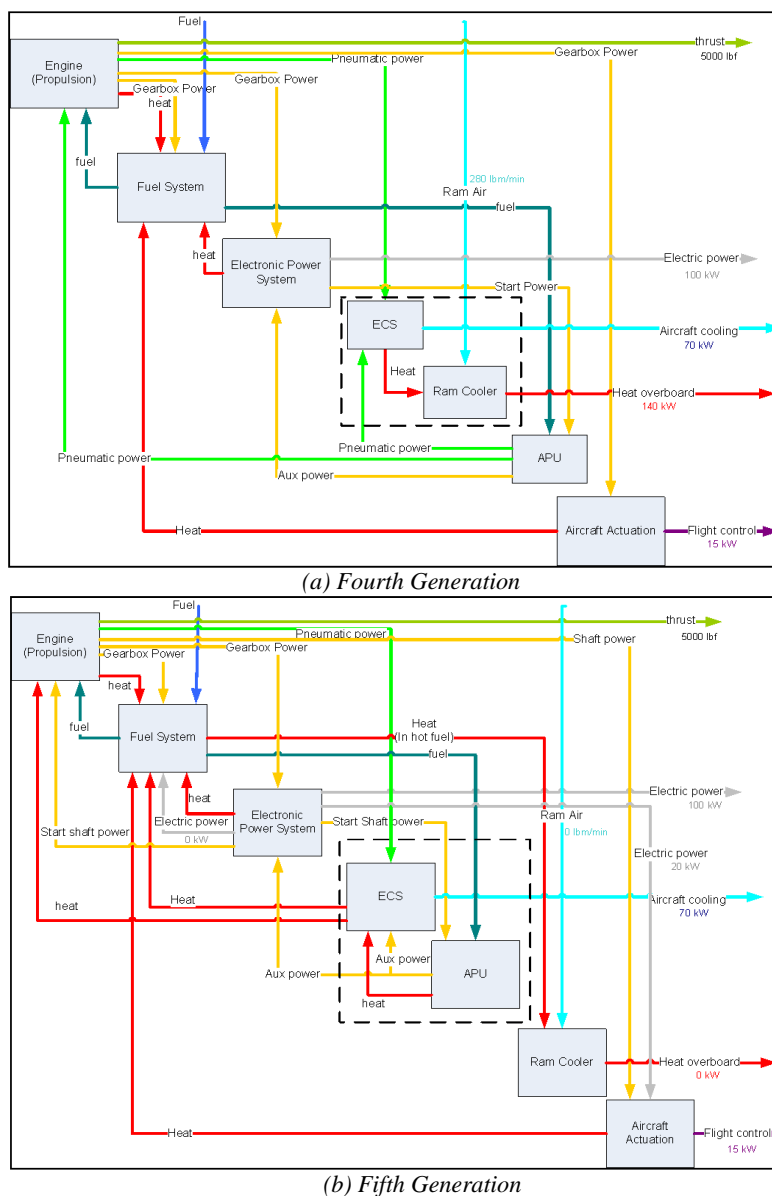 Fuel
Engine
(Propulsion)
thrust
5000 lbf
Gearbox Power
Pneumatic power
Gearbox Power
Gearbox Power
heat
fuel
Fuel System
280 lbm/min
Ram Air
fuel
heat
Electronic Power
System
Electric power
100 kW
Start Power
ECS
Aircraft cooling
70 kW
Heat
Ram Cooler
Heat overboard
140 kW
Pneumatic power
Pneumatic power
APU
Aux power
Heat
Aircraft Actuation
Flight control
15 kW
(a) Fourth Generation
Fuel
Engine
(Propulsion)
thrust
5000 lbf
Pneumatic power
Shaft power
Gearbox Power
Gearbox Power
heat
fuel
Fuel System
Heat
(In hot fuel)
fuel
heat
Electronic
Power System
Electric power
100 kW
Electric power
0 kW
Start shaft power
Start Shaft power
Ram Air
0 lbm/min
Electric power
20 kW
ECS
Heat
heat
Aircraft cooling
70 kW
Aux power
Aux power
APU
heat
Ram Cooler
Heat overboard
0 kW
Heat
Aircraft
Actuation
Flight control
15 kW
(b) Fifth Generation